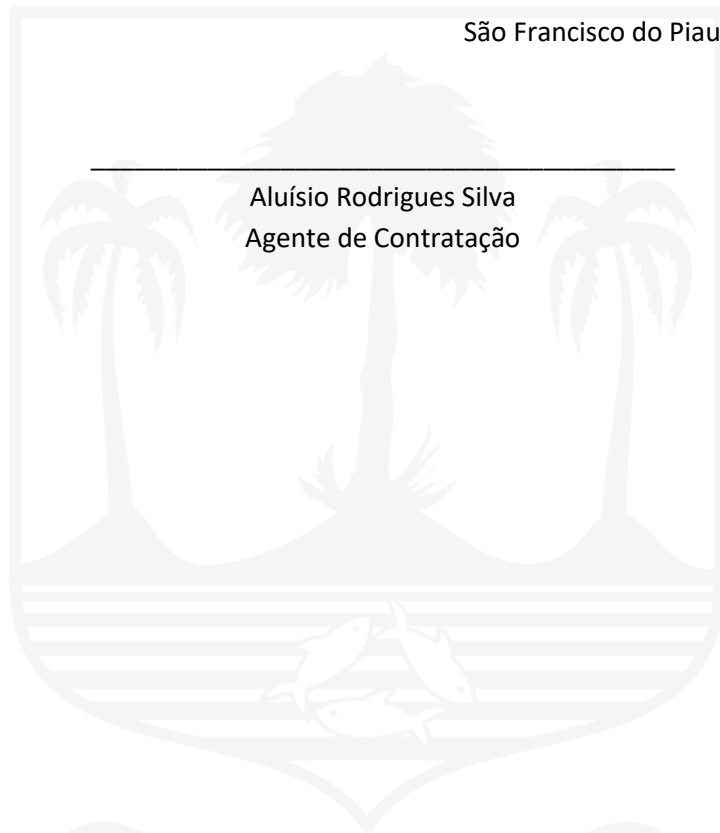 São Francisco do Piau
Aluísio Rodrigues Silva
Agente de Contratação